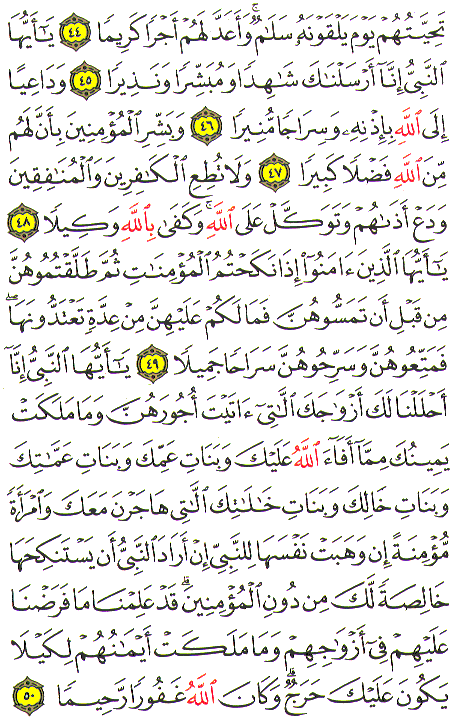 تَحِيَّتُهُمْ يَوْمَ يَلْقَوْنَهُۥ سَلَٰمٌ ۚ وَأَعَدَّ لَهُمْ أَجْرًا كَرِيمًا ٤٤ يَٰٓأَيُّهَا
ٱلنَّبِىُّ إِنَّآ أَرْسَلْنَٰكَ شَٰهِدًا وَمُبَشِّرًا وَنَذِيرًا ٤٥ وَدَاعِيًا
إِلَى ٱللَّهِ بِإِذْنِهِۦ وَسِرَاجًا مُّنِيرًا ٤٦ وَبَشِّرِ ٱلْمُؤْمِنِينَ بِأَنَّ لَهُم
مِّنَ ٱللَّهِ فَضْلًا كَبِيرًا ٤٧ وَلَا تُطِعِ ٱلْكَٰفِرِينَ وَٱلْمُنَٰفِقِينَ
وَدَعْ أَذَىٰهُمْ وَتَوَكَّلْ عَلَى ٱللَّهِ ۚ وَكَفَىٰ بِٱللَّهِ وَكِيلًا ٤٨
يَٰٓأَيُّهَا ٱلَّذِينَ ءَامَنُوٓا۟ إِذَا نَكَحْتُمُ ٱلْمُؤْمِنَٰتِ ثُمَّ طَلَّقْتُمُوهُنَّ
مِن قَبْلِ أَن تَمَسُّوهُنَّ فَمَا لَكُمْ عَلَيْهِنَّ مِنْ عِدَّةٍ تَعْتَدُّونَهَا ۖ
فَمَتِّعُوهُنَّ وَسَرِّحُوهُنَّ سَرَاحًا جَمِيلًا ٤٩ يَٰٓأَيُّهَا ٱلنَّبِىُّ إِنَّآ
أَحْلَلْنَا لَكَ أَزْوَٰجَكَ ٱلَّٰتِىٓ ءَاتَيْتَ أُجُورَهُنَّ وَمَا مَلَكَتْ
يَمِينُكَ مِمَّآ أَفَآءَ ٱللَّهُ عَلَيْكَ وَبَنَاتِ عَمِّكَ وَبَنَاتِ عَمَّٰتِكَ
وَبَنَاتِ خَالِكَ وَبَنَاتِ خَٰلَٰتِكَ ٱلَّٰتِى هَاجَرْنَ مَعَكَ وَٱمْرَأَةً
مُّؤْمِنَةً إِن وَهَبَتْ نَفْسَهَا لِلنَّبِىِّ إِنْ أَرَادَ ٱلنَّبِىُّ أَن يَسْتَنكِحَهَا
خَالِصَةً لَّكَ مِن دُونِ ٱلْمُؤْمِنِينَ ۗ قَدْ عَلِمْنَا مَا فَرَضْنَا
عَلَيْهِمْ فِىٓ أَزْوَٰجِهِمْ وَمَا مَلَكَتْ أَيْمَٰنُهُمْ لِكَيْلَا
يَكُونَ عَلَيْكَ حَرَجٌ ۗ وَكَانَ ٱللَّهُ غَفُورًا رَّحِيمًا ٥٠